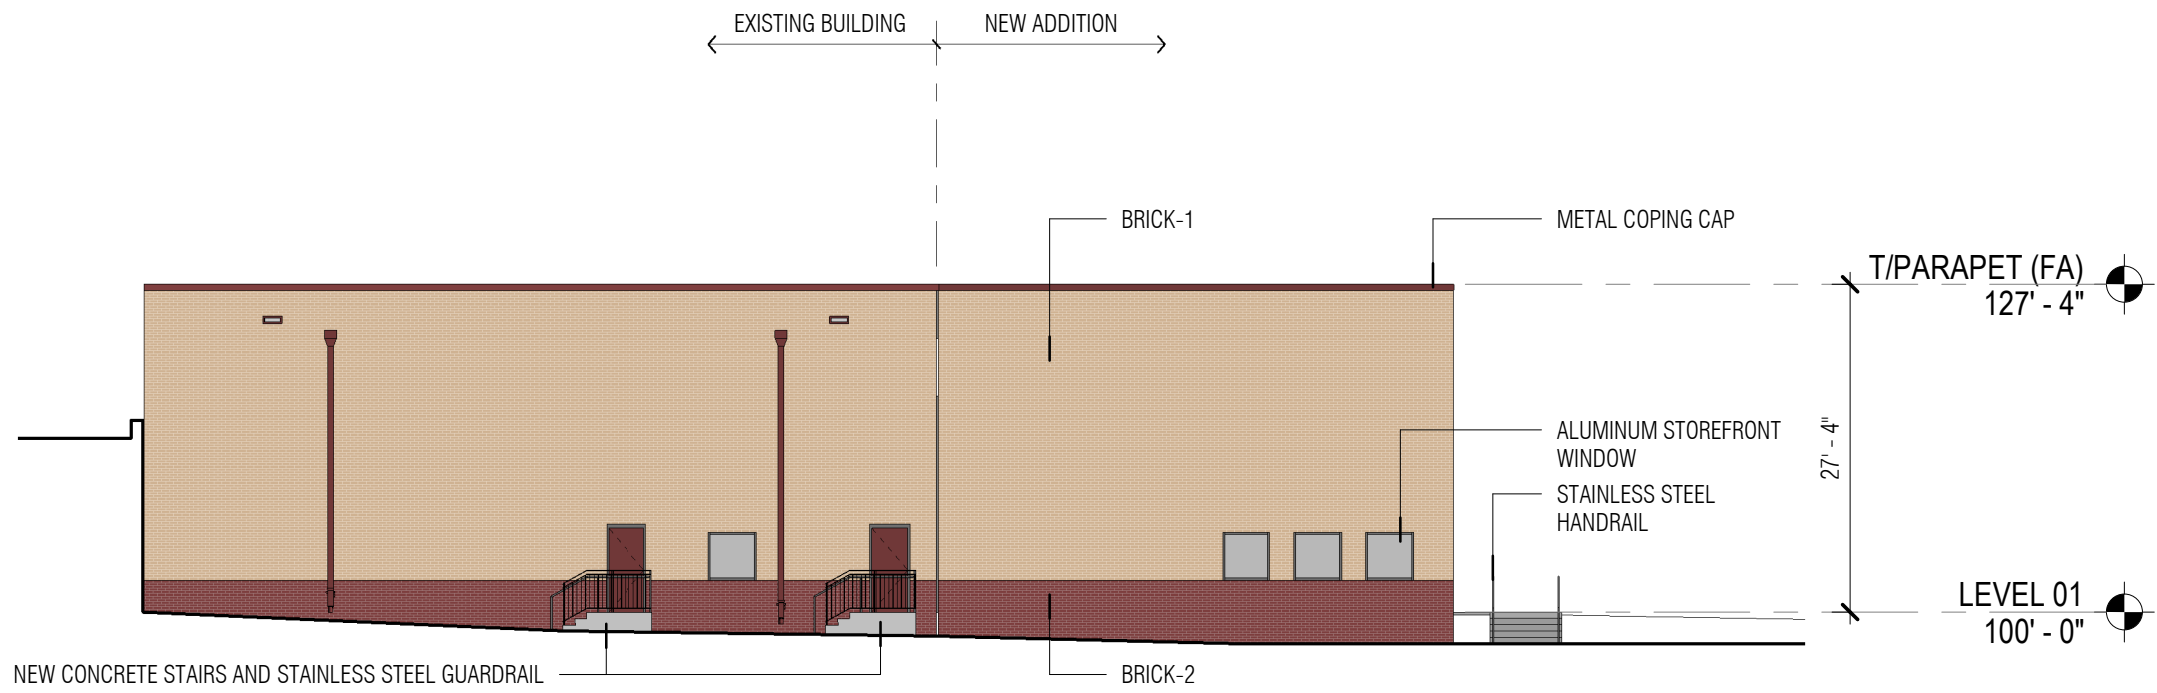 EXISTING BUILDING
NEW ADDITION
BRICK-1
METAL COPING CAP
T/PARAPET (FA)
127' - 4"
27' - 4"
ALUMINUM STOREFRONT
WINDOW
STAINLESS STEEL
HANDRAIL
LEVEL 01
100' - 0"
NEW CONCRETE STAIRS AND STAINLESS STEEL GUARDRAIL
BRICK-2